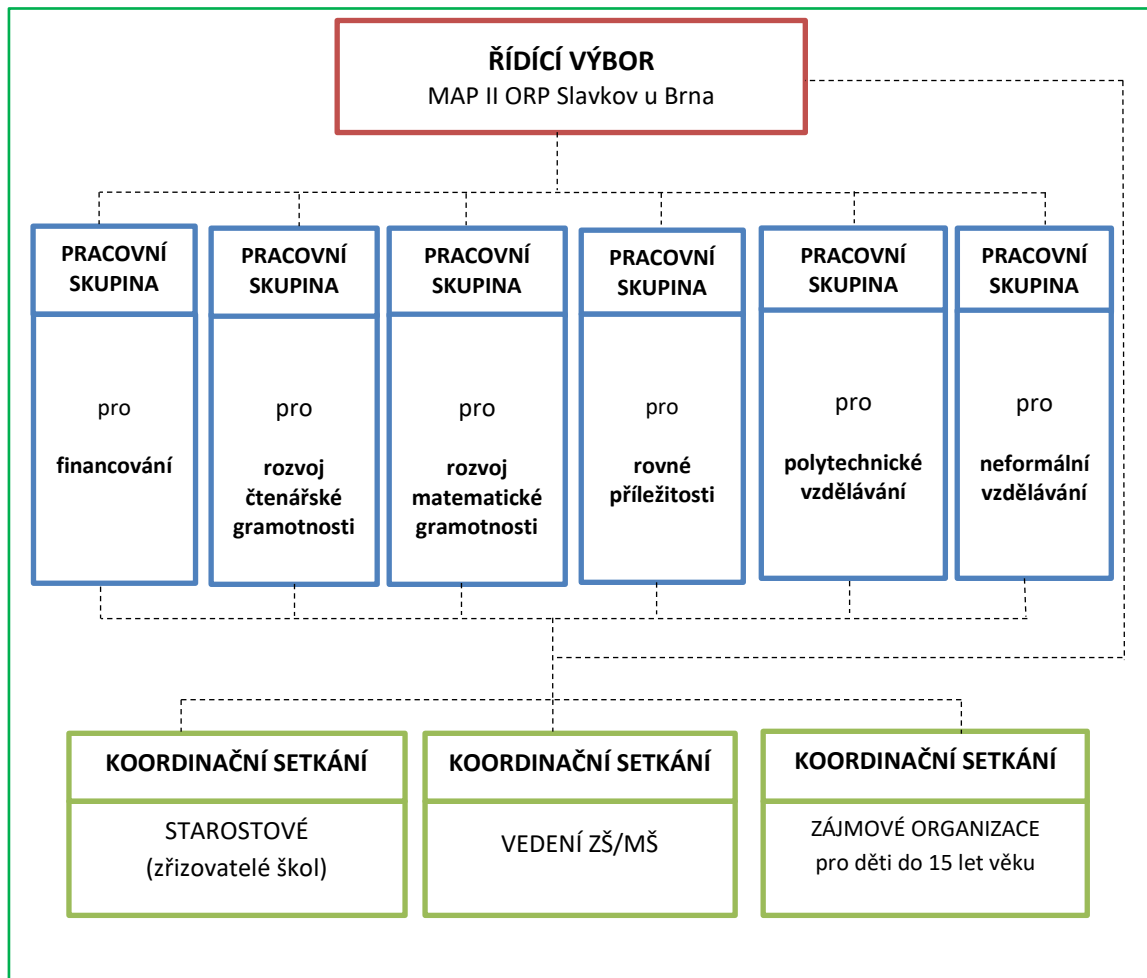 ŘÍDÍCÍ VÝBOR
MAP II ORP Slavkov u Brna
PRACOVNÍ
SKUPINA
pro
financování
PRACOVNÍ
SKUPINA
pro
rozvoj
čtenářské
gramotnosti
PRACOVNÍ
SKUPINA
pro
rozvoj
matematické
gramotnosti
PRACOVNÍ
SKUPINA
pro
rovné
příležitosti
PRACOVNÍ
SKUPINA
pro
polytechnické
vzdělávání
PRACOVNÍ
SKUPINA
pro
neformální
vzdělávání
KOORDINAČNÍ SETKÁNÍ
STAROSTOVÉ
(zřizovatelé škol)
KOORDINAČNÍ SETKÁNÍ
VEDENÍ ZŠ/MŠ
KOORDINAČNÍ SETKÁNÍ
ZÁJMOVÉ ORGANIZACE
pro děti do 15 let věku